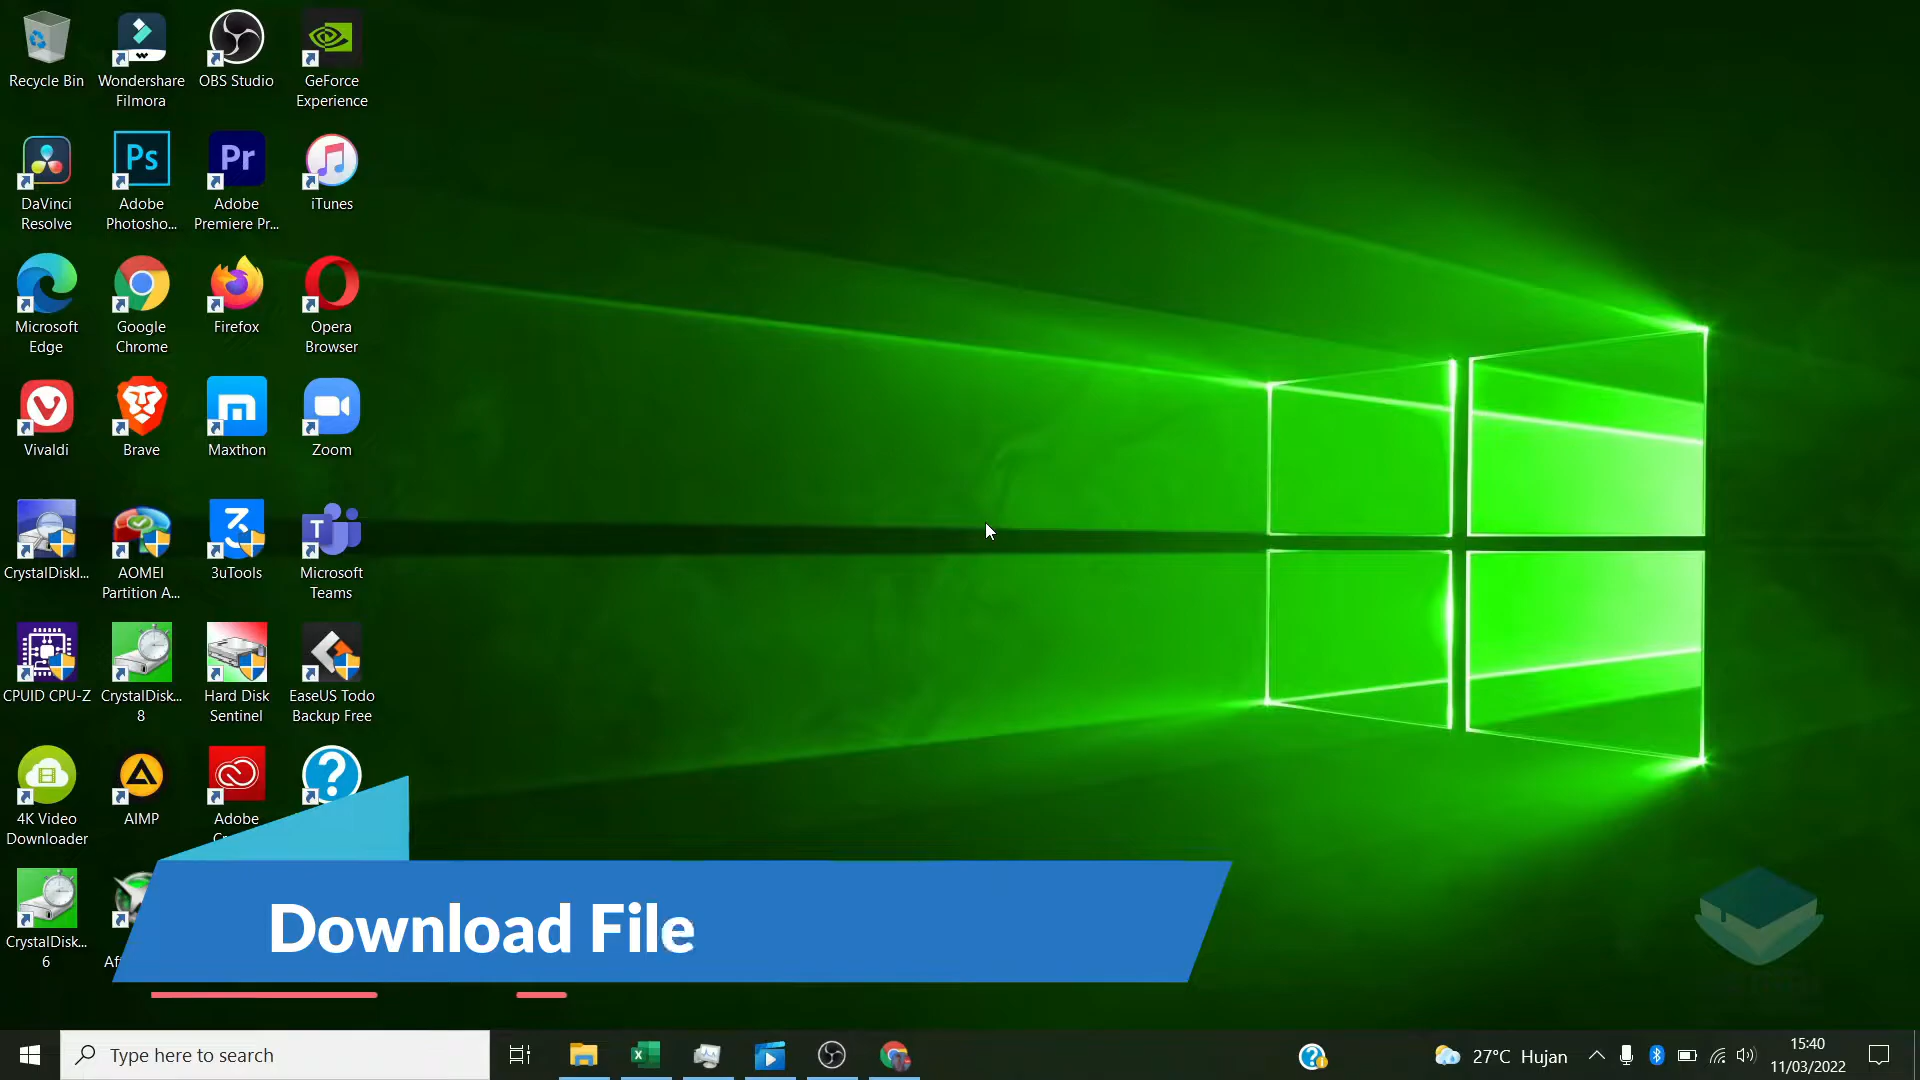 Recycle Bin
Wondershare
Filmora
OBS Studio
GeForce
Experience
DaVinci
Resolve
Ps
Adobe
Photosho...
Pr
Adobe
Premiere Pr...
iTunes
Microsoft
Edge
Google
Chrome
Firefox
Opera
Browser
Vivaldi
Brave
Maxthon
Zoom
CrystalDiskI...
AOMEI
Partition A...
3uTools
T
Microsoft
Teams
CPUID CPU-Z
CrystalDisk...
8
Hard Disk
Sentinel
EaseUS Todo
Backup Free
4K Video
Downloader
AIMP
Adobe
?
CrystalDisk...
6
Download File
Type here to search
27°C Hujan
15:40
11/03/2022